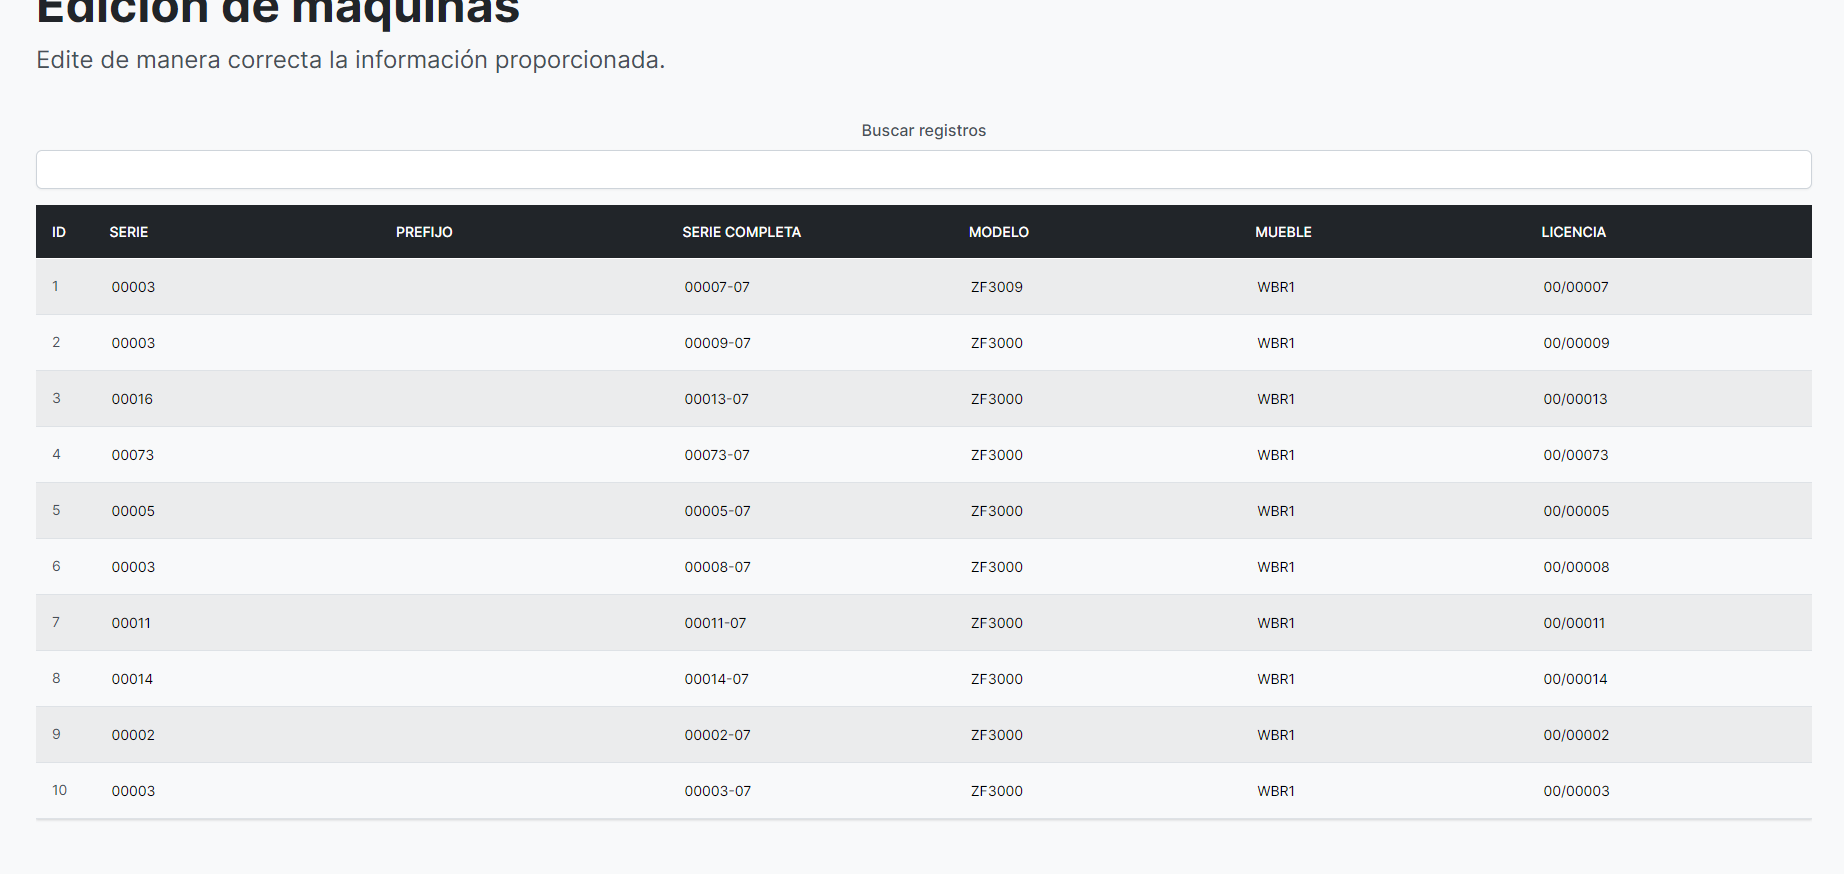 Edición de máquinas
Edite de manera correcta la información proporcionada.
Buscar registros
ID SERIE PREFIJO SERIE COMPLETA MODELO MUEBLE LICENCIA
1 00003 00007-07 ZF3009 WBR1 00/00007
2 00003 00009-07 ZF3000 WBR1 00/00009
3 00016 00013-07 ZF3000 WBR1 00/00013
4 00073 00073-07 ZF3000 WBR1 00/00073
5 00005 00005-07 ZF3000 WBR1 00/00005
6 00003 00008-07 ZF3000 WBR1 00/00008
7 00011 00011-07 ZF3000 WBR1 00/00011
8 00014 00014-07 ZF3000 WBR1 00/00014
9 00002 00002-07 ZF3000 WBR1 00/00002
10 00003 00003-07 ZF3000 WBR1 00/00003